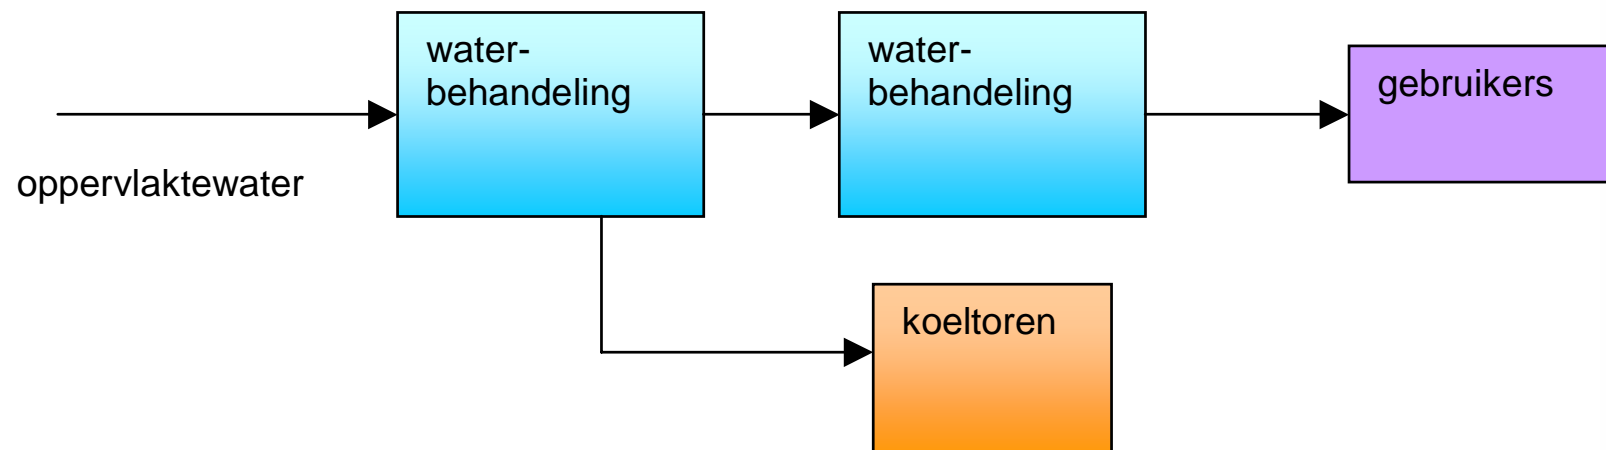 water-
behandeling
water-
behandeling
gebruikers
oppervlaktewater
koeltoren